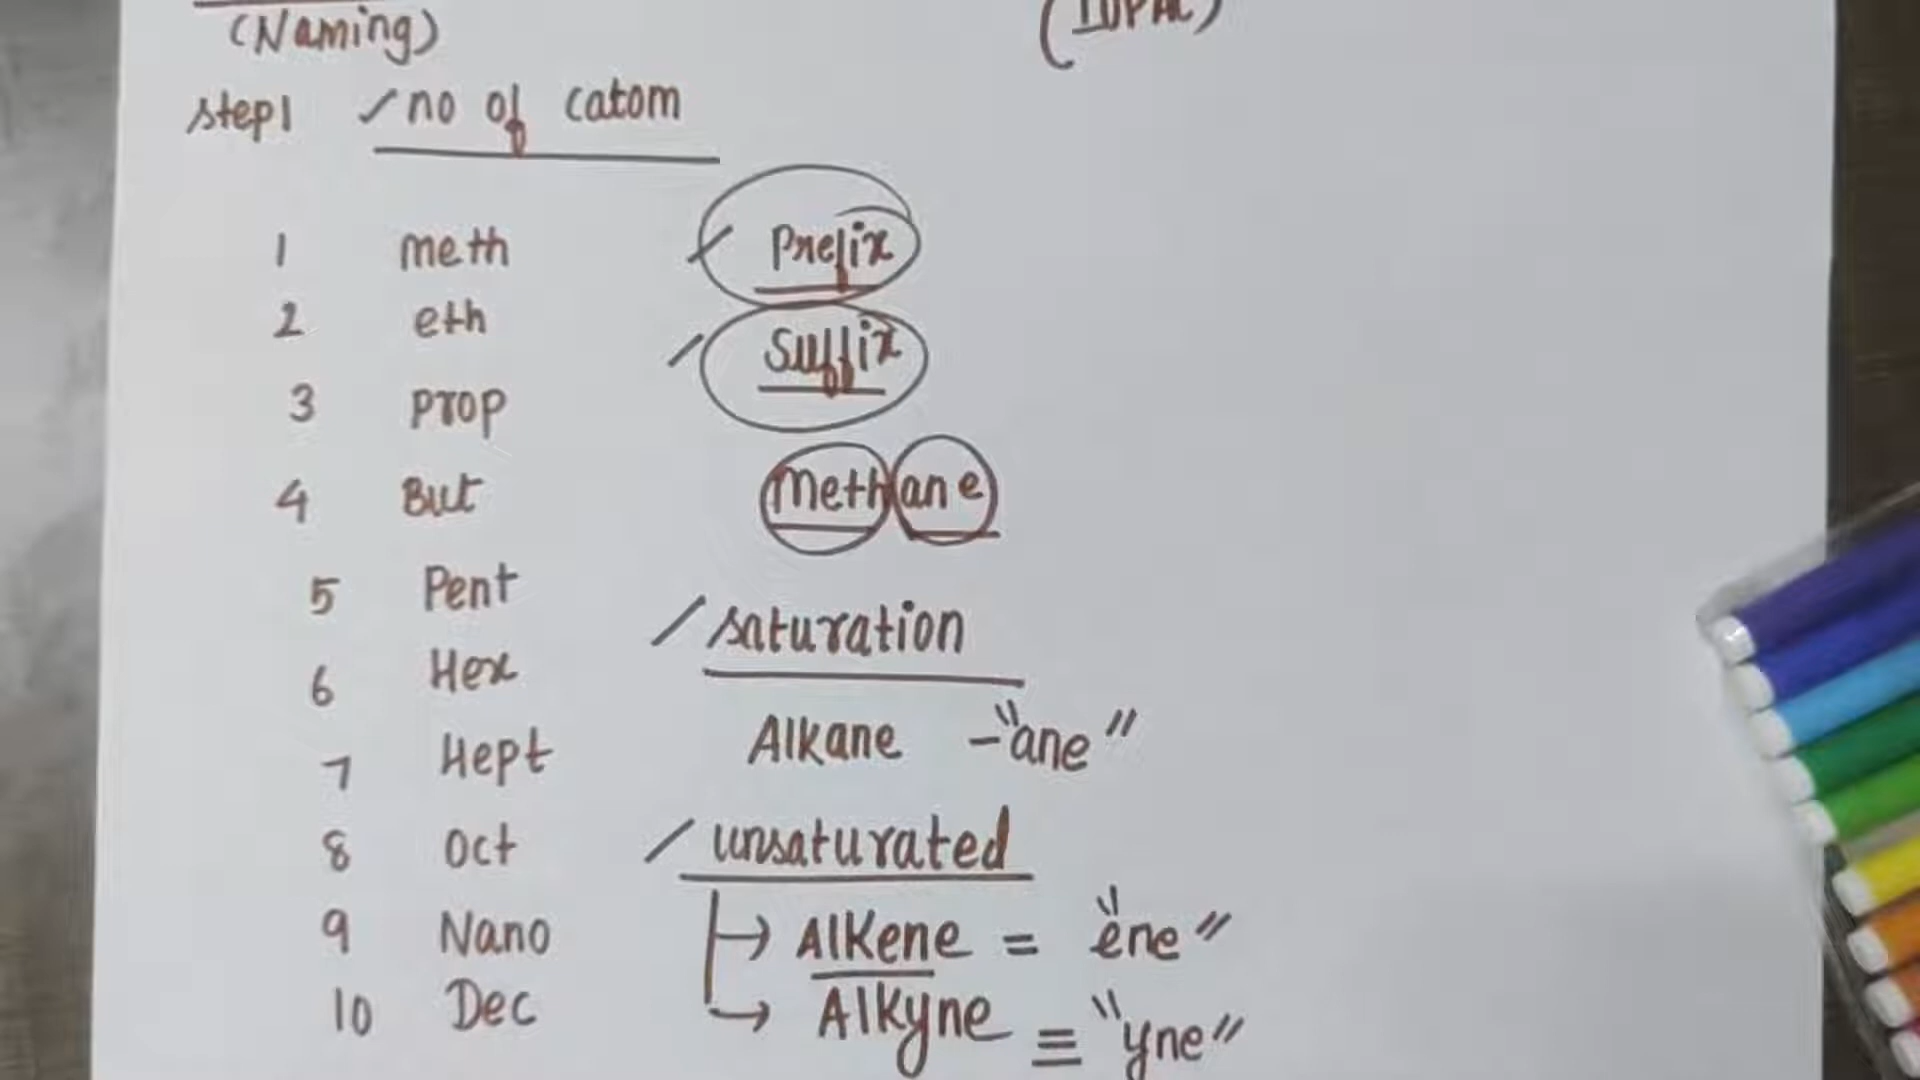 (Naming)
(IUPAC)
step1 ✓no of catom
1 meth
2 eth
3 prop
4 But
5 Pent
6 Hex
7 Hept
8 oct
9 Nano
10 Dec
Prefix
Suffix
Methane
saturation
Alkane - "ane"
unsaturated
→ Alkene = "ene"
→ Alkyne ≡ "yne"